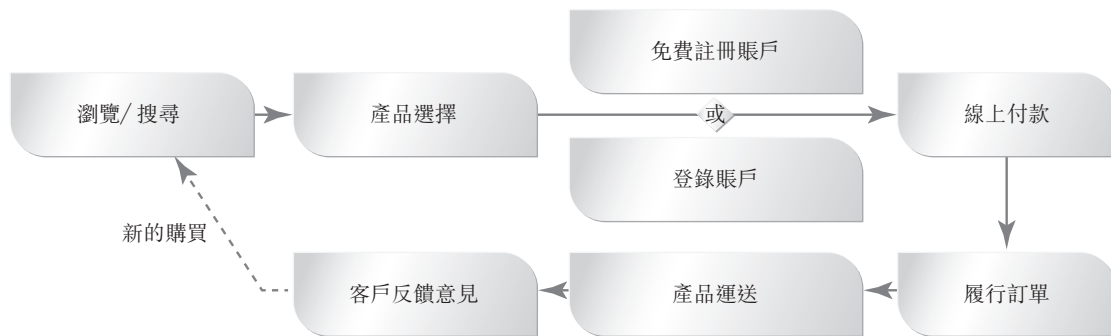 瀏覽/ 搜尋
產品選擇
免費註冊賬戶
或
登錄賬戶
線上付款
履行訂單
產品運送
客戶反饋意見
新的購買